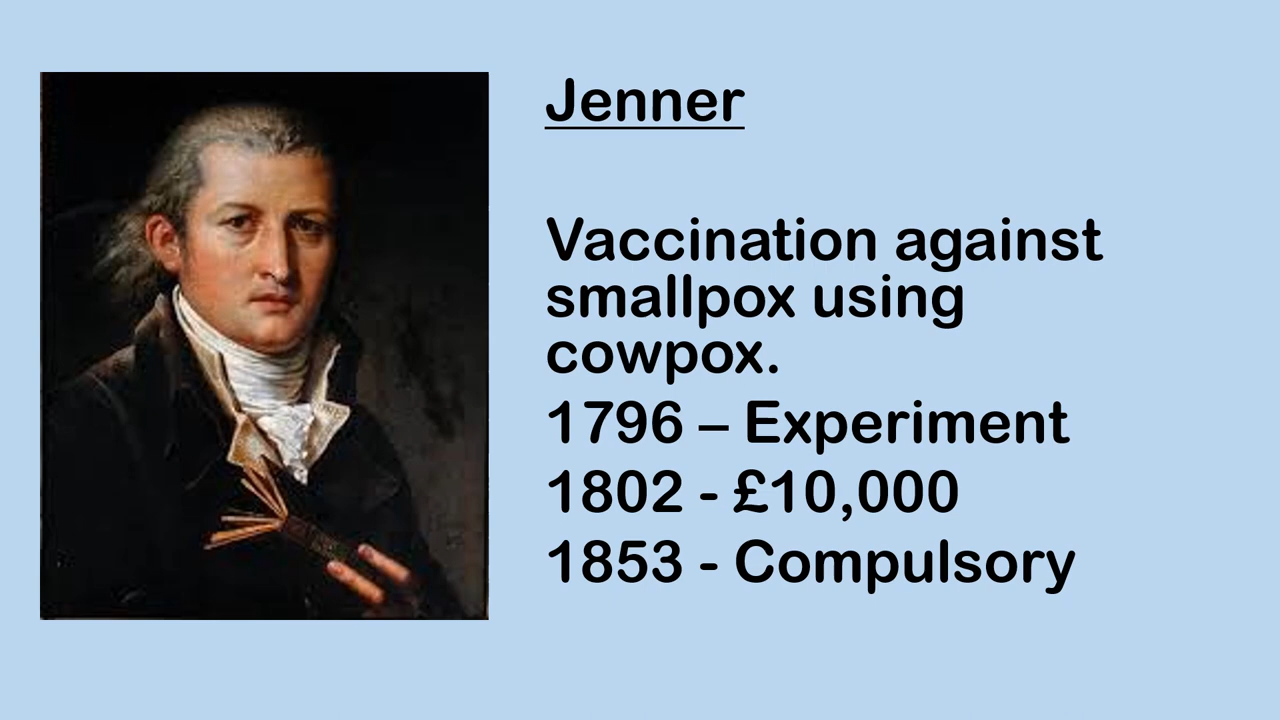 Jenner
Vaccination against
smallpox using
cowpox.
1796 – Experiment
1802 - £10,000
1853 - Compulsory